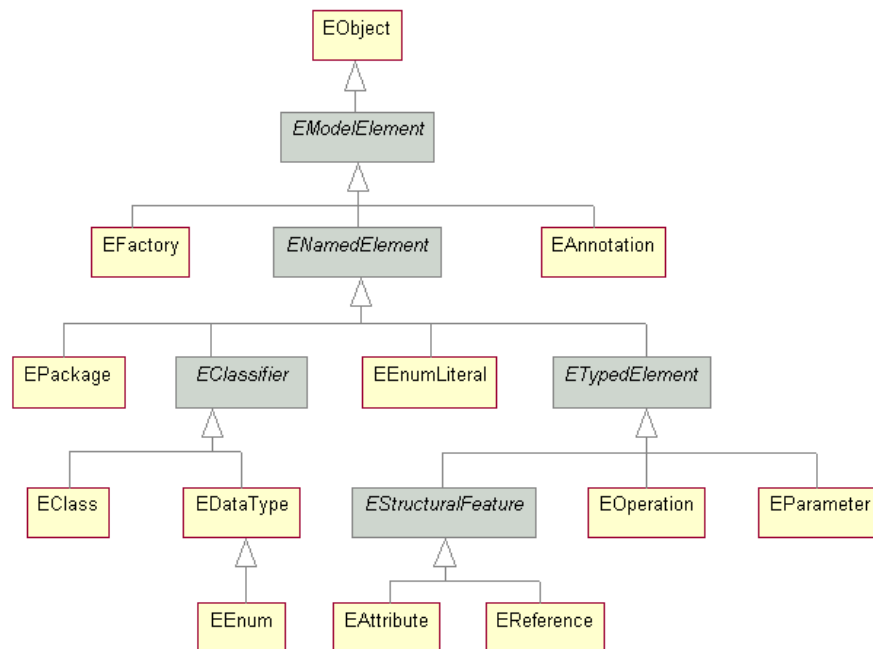 EObject
EModelElement
EFactory
ENamedElement
EAnnotation
EPackage
EClassifier
EEnumLiteral
ETypedElement
EClass
EDataType
EStructuralFeature
EOperation
EParameter
EEnum
EAttribute
EReference